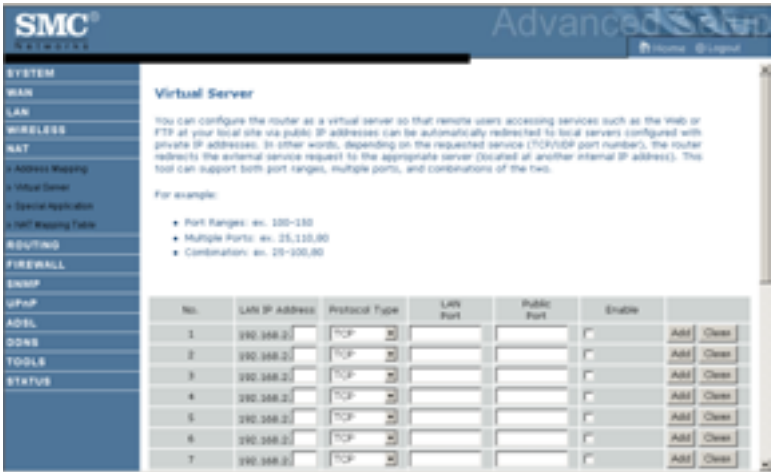 SMC®
Networks
Advanced Setup
Home Logout
SYSTEM
WAN
LAN
WIRELESS
NAT
» Address Mapping
» Virtual Server
» Special Application
» NAT Mapping Table
ROUTING
FIREWALL
SNMP
UPnP
ADSL
DDNS
TOOLS
STATUS
Virtual Server
You can configure the router as a virtual server so that remote users accessing services such as the Web or
FTP at your local site via public IP addresses can be automatically redirected to local servers configured with
private IP addresses. In other words, depending on the requested service (TCP/UDP port number), the router
redirects the external service request to the appropriate server (located at another internal IP address). This
tool can support both port ranges, multiple ports, and combinations of the two.
For example:
• Port Ranges: ex. 100-150
• Multiple Ports: ex. 25,110,80
• Combination: ex. 25-100,80
No. LAN IP Address Protocol Type LAN Port Public Port Enable
1 192.168.2. TCP Add Clean
2 192.168.2. TCP Add Clean
3 192.168.2. TCP Add Clean
4 192.168.2. TCP Add Clean
5 192.168.2. TCP Add Clean
6 192.168.2. TCP Add Clean
7 192.168.2. TCP Add Clean